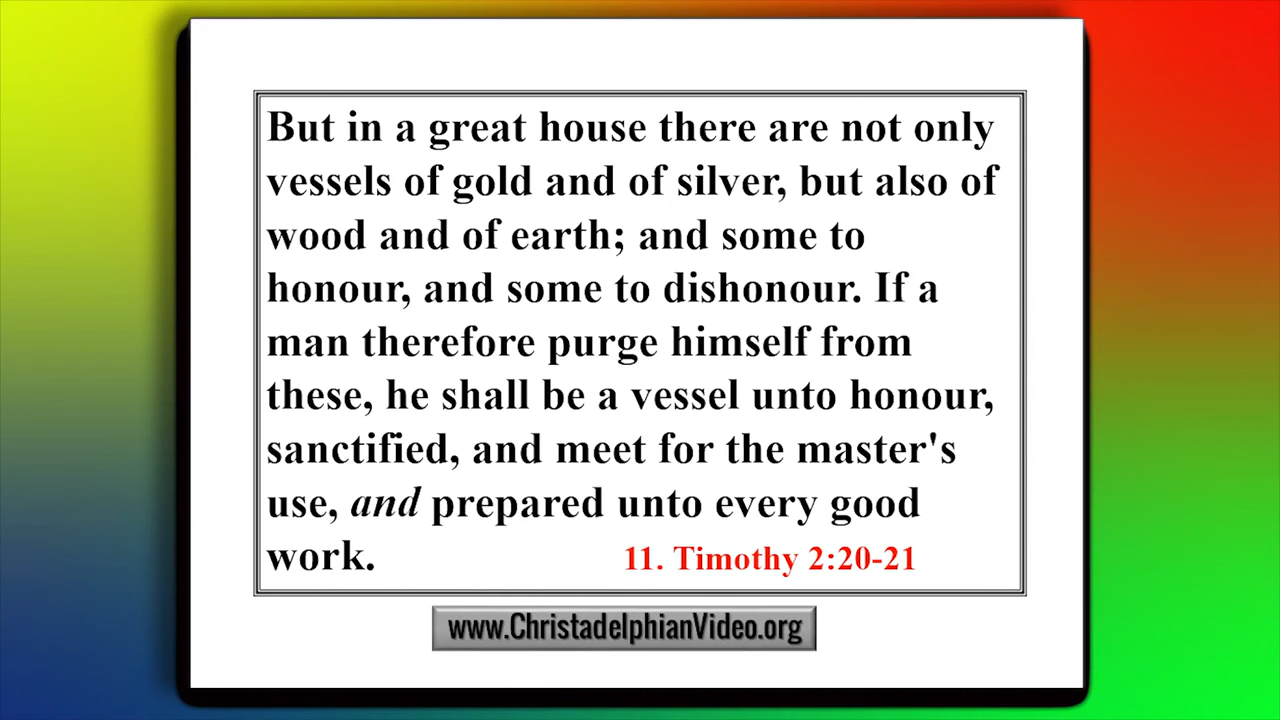 But in a great house there are not only
vessels of gold and of silver, but also of
wood and of earth; and some to
honour, and some to dishonour. If a
man therefore purge himself from
these, he shall be a vessel unto honour,
sanctified, and meet for the master's
use, and prepared unto every good
work. 11. Timothy 2:20-21
www.ChristadelphianVideo.org